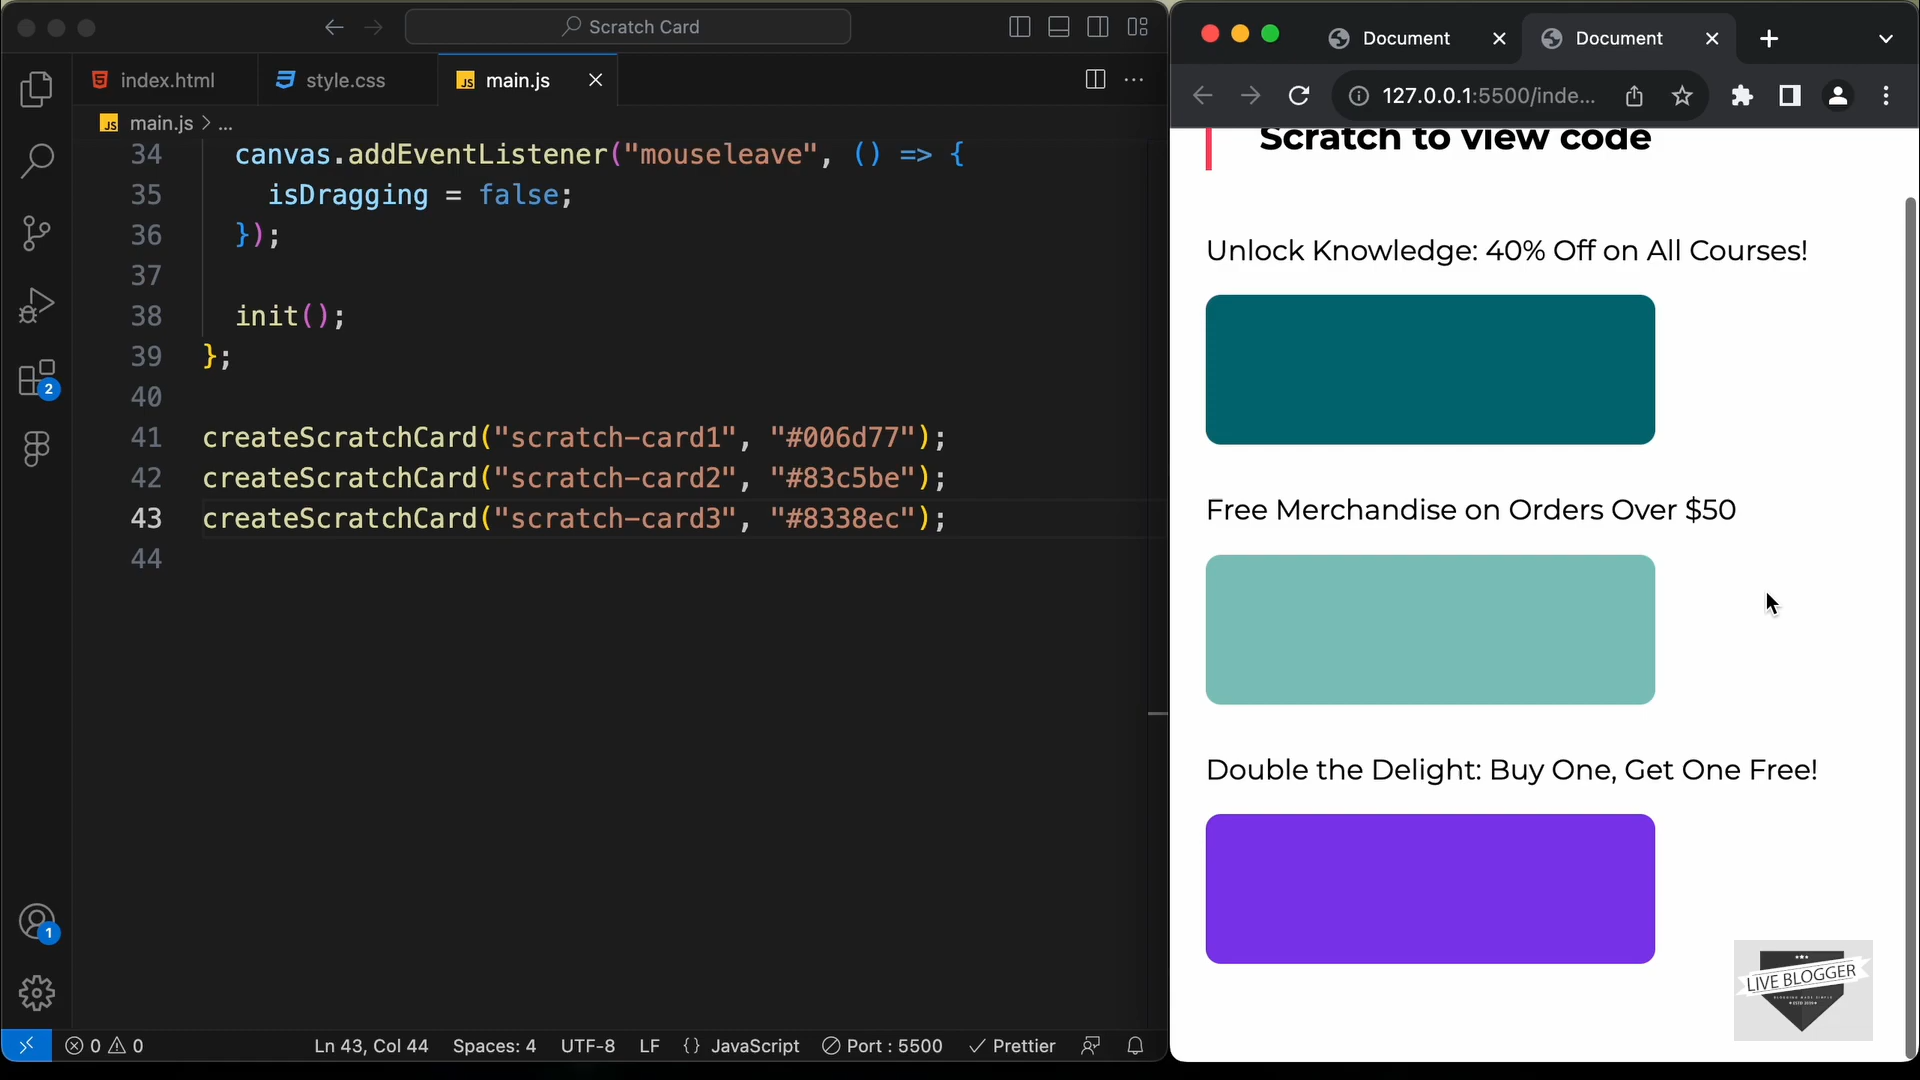 Scratch Card
index.html
style.css
JS main.js
JS main.js > ...
34 canvas.addEventListener("mouseleave", () => {
35 isDragging = false;
36 });
37
38 init();
39 };
40
41 createScratchCard("scratch-card1", "#006d77");
42 createScratchCard("scratch-card2", "#83c5be");
43 createScratchCard("scratch-card3", "#8338ec");
44
2
1
0 0 Ln 43, Col 44 Spaces: 4 UTF-8 LF {} JavaScript Port : 5500 Prettier
Document
Document
127.0.0.1:5500/inde...
Scratch to view code
Unlock Knowledge: 40% Off on All Courses!
Free Merchandise on Orders Over $50
Double the Delight: Buy One, Get One Free!
LIVE BLOGGER